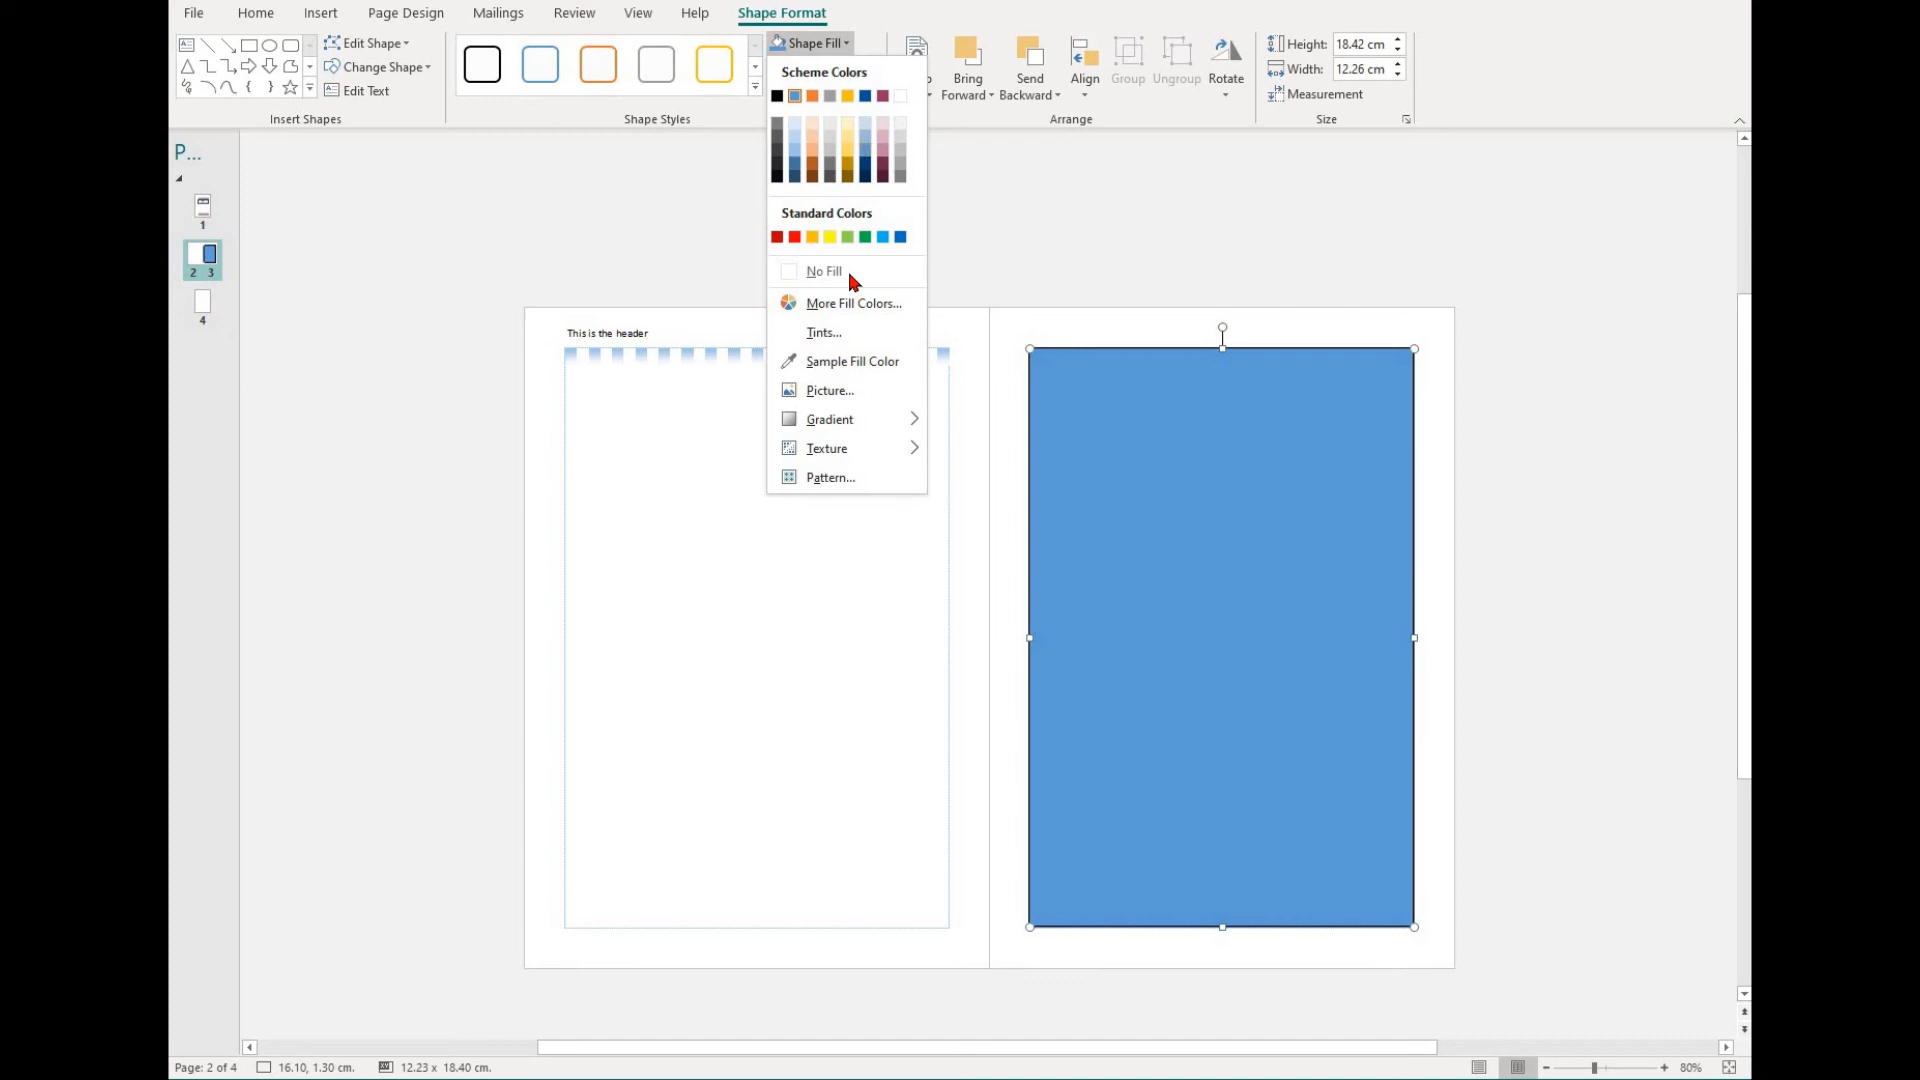 File Home Insert Page Design Mailings Review View Help Shape Format
Edit Shape
Change Shape
Edit Text
Insert Shapes
Shape Styles
Shape Fill
Bring Forward
Send Backward
Align
Group
Ungroup
Rotate
Arrange
Height: 18.42 cm
Width: 12.26 cm
Measurement
Size
Scheme Colors
Standard Colors
No Fill
More Fill Colors...
Tints...
Sample Fill Color
Picture...
Gradient
Texture
Pattern...
P...
1
2 3
4
This is the header
Page: 2 of 4 16.10, 1.30 cm. 12.23 x 18.40 cm. 80%